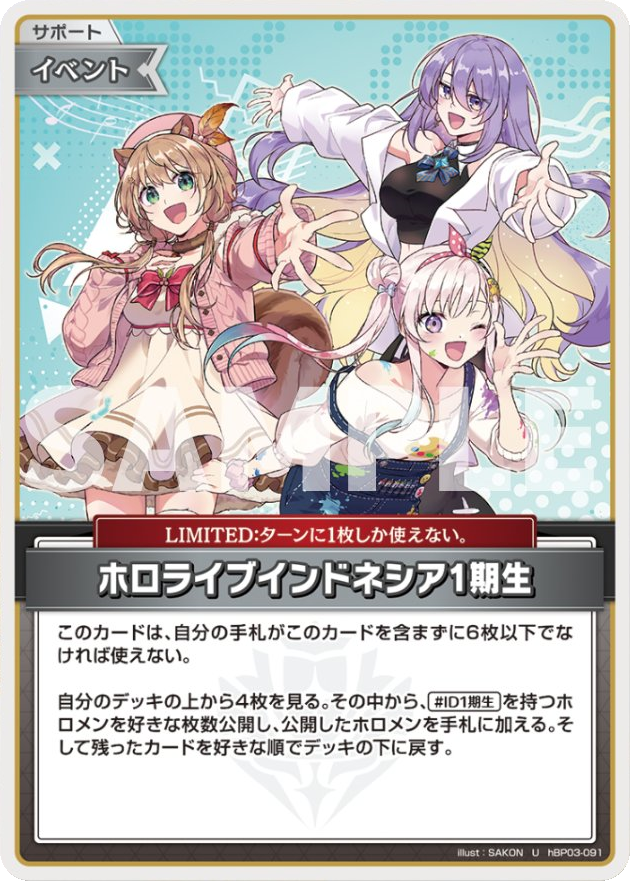 サポート
イベント
SAMPLE
LIMITED:ターンに1枚しか使えない。
ホロライブインドネシア1期生
このカードは、自分の手札がこのカードを含まずに6枚以下でな
ければ使えない。
自分のデッキの上から4枚を見る。その中から、#ID1期生を持つホ
ロメンを好きな枚数公開し、公開したホロメンを手札に加える。そ
して残ったカードを好きな順でデッキの下に戻す。
illust : SAKON U hBP03-091